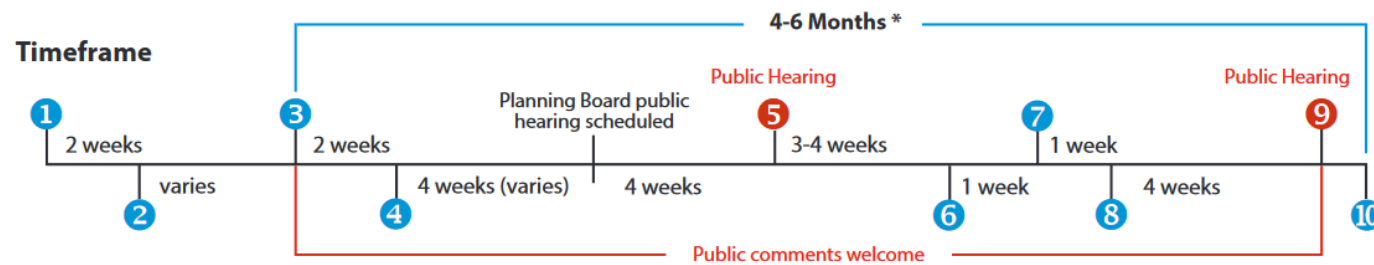 4-6 Months *
Timeframe
Public Hearing
Public Hearing
Planning Board public
hearing scheduled
1
3
5
7
9
2 weeks
2 weeks
3-4 weeks
1 week
varies
4 weeks (varies)
4 weeks
1 week
4 weeks
2
4
6
8
10
Public comments welcome